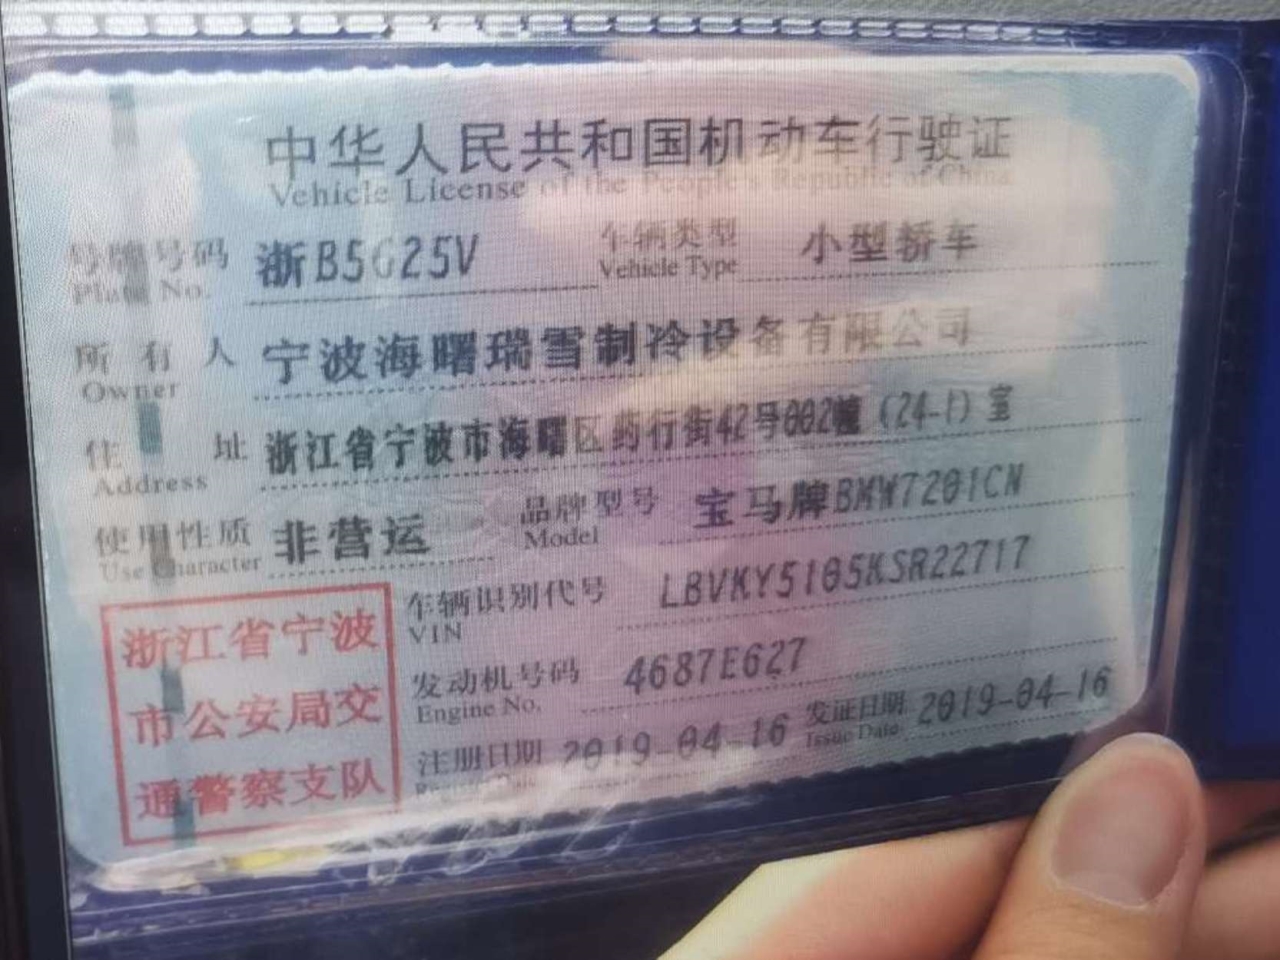 中华人民共和国机动车行驶证
Vehicle License of the People's Republic of China
号牌号码 浙B5G25V 车辆类型 小型轿车
Plate No. Vehicle Type
所有人 宁波海曙瑞雪制冷设备有限公司
Owner
住址 浙江省宁波市海曙区药行街42号002幢(24-1)室
Address
使用性质 非营运 品牌型号 宝马牌BMW7201CN
Use Character Model
浙江省宁波
市公安局交
通警察支队
车辆识别代号 LBVKY5105KSR22717
VIN
发动机号码 4687E627
Engine No.
注册日期 2019-04-16 发证日期 2019-04-16
Issue Date